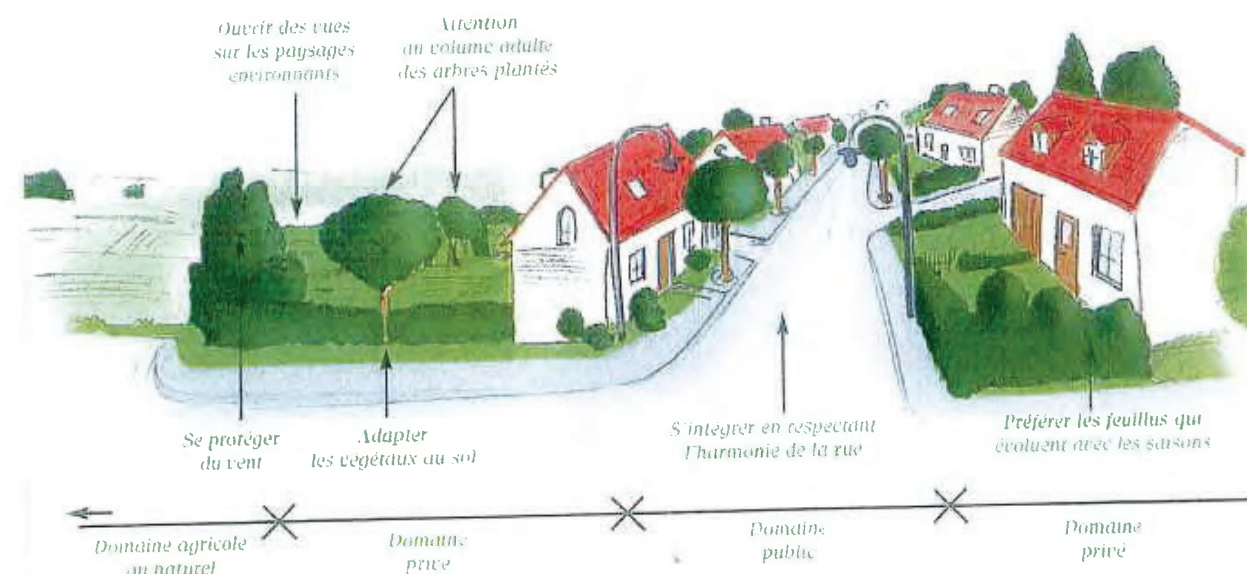 Ouvrir des vues
sur les paysages
environnants
Attention
au volume adulte
des arbres plantés
Se protéger
du vent
Adapter
les végétaux au sol
S'intégrer en respectant
l'harmonie de la rue
Préférer les feuillus qui
évoluent avec les saisons
Domaine agricole
ou naturel
Domaine
privé
Domaine
public
Domaine
privé